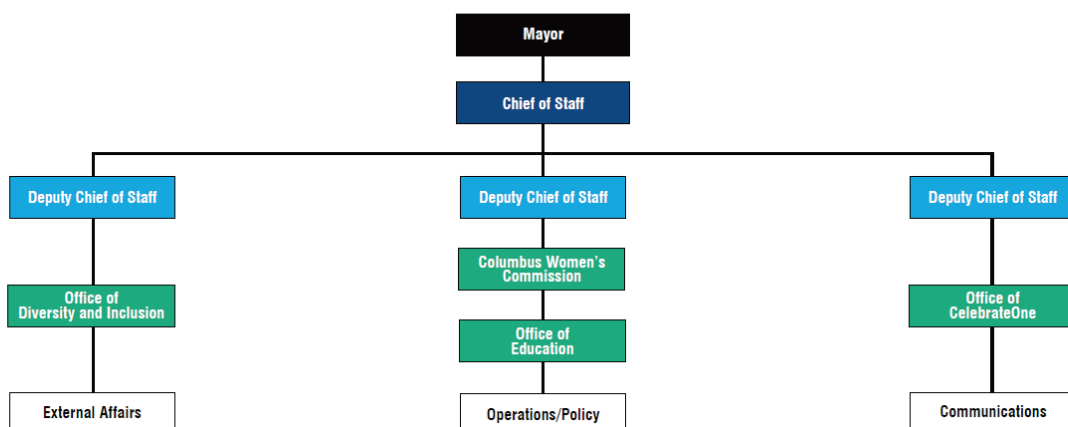 Mayor
Chief of Staff
Deputy Chief of Staff
Deputy Chief of Staff
Deputy Chief of Staff
Columbus Women's
Commission
Office of
Diversity and Inclusion
Office of
CelebrateOne
Office of
Education
External Affairs
Operations/Policy
Communications